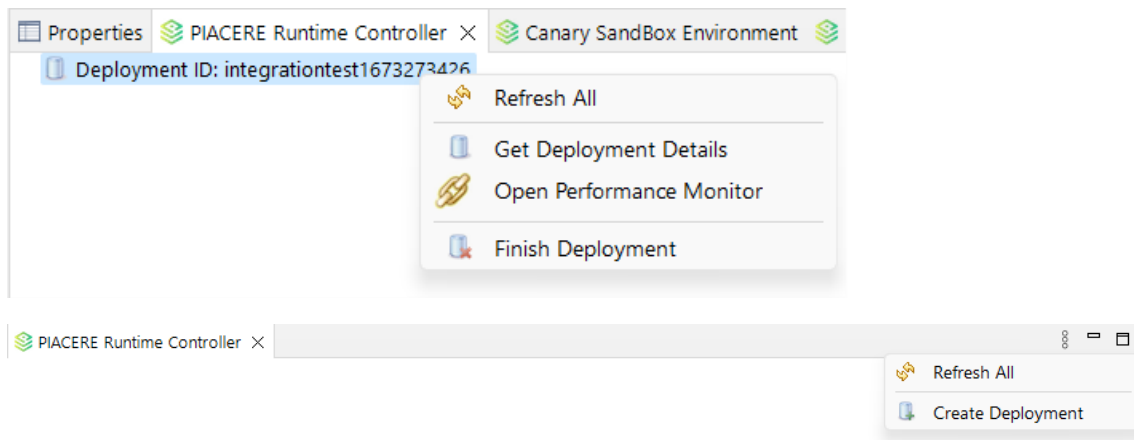 Properties PIACERE Runtime Controller Canary SandBox Environment
Deployment ID: integrationtest1673273426
Refresh All
Get Deployment Details
Open Performance Monitor
Finish Deployment
PIACERE Runtime Controller
Refresh All
Create Deployment